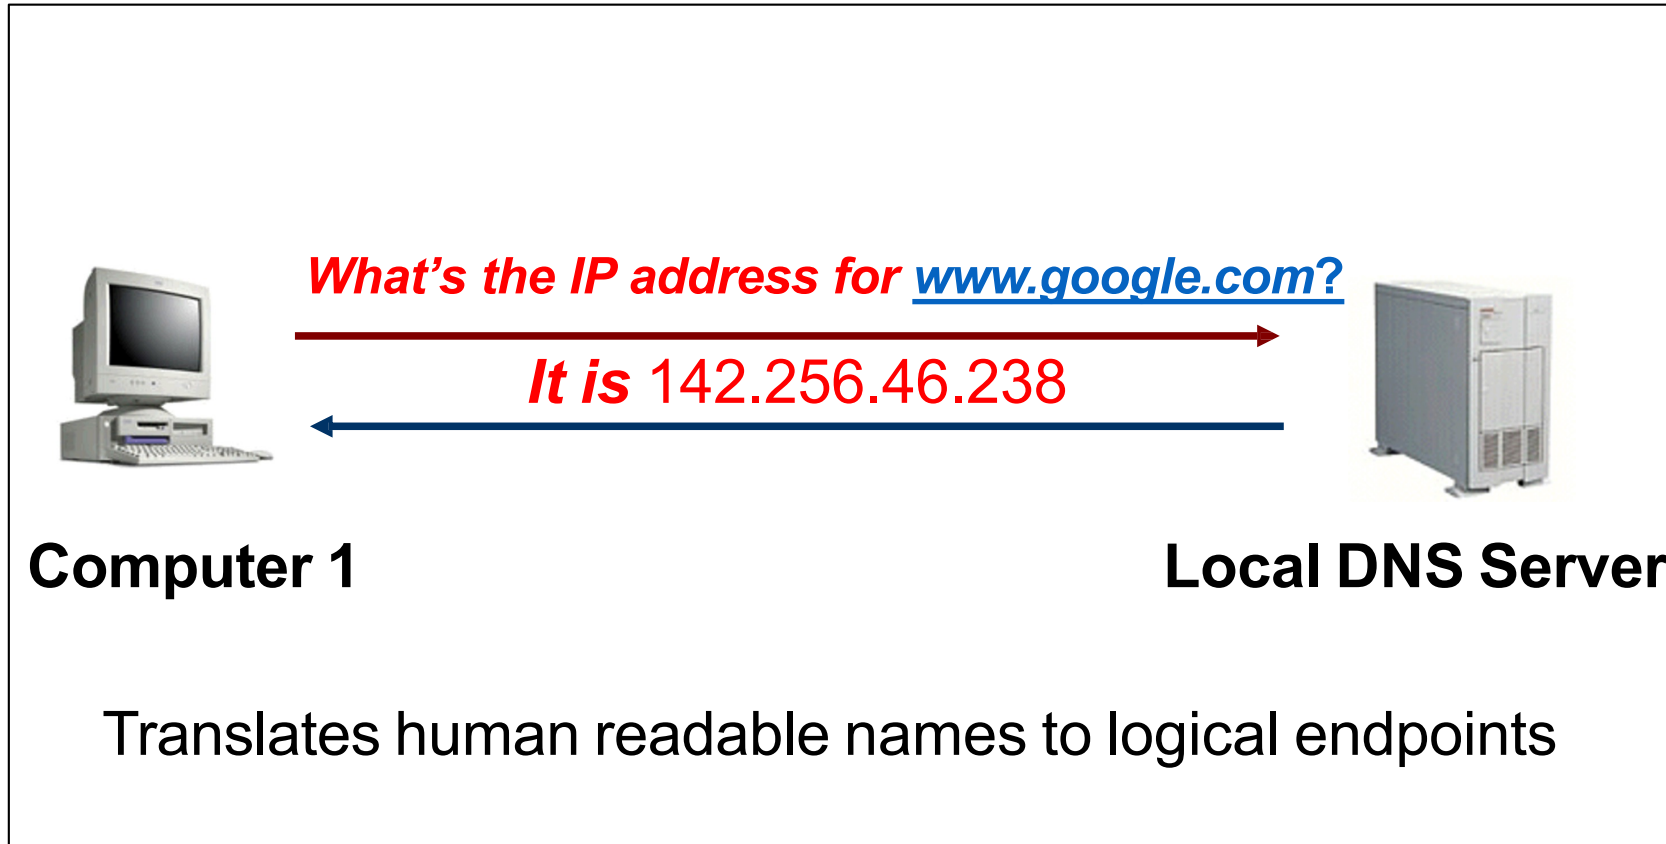 What’s the IP address for www.google.com?
It is 142.256.46.238
Computer 1
Local DNS Server
Translates human readable names to logical endpoints